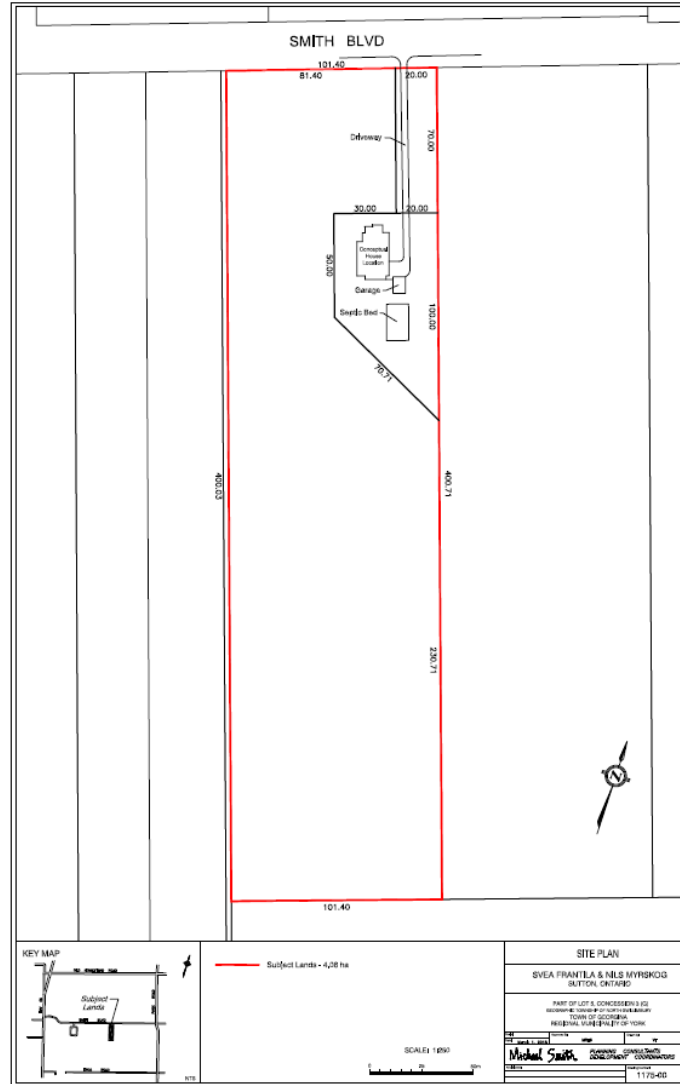 SMITH BLVD
101.40
81.40
20.00
Driveway
70.00
30.00
20.00
Conceptual
House
Location
50.00
Garage
100.00
Septic Bed
70.71
400.03
400.71
230.71
N
101.40
KEY MAP
Subject
Lands
NTS
Subject Lands - 4.06 ha
SCALE: 1:1250
0
50m
SITE PLAN
SVEA FRANTILA & NILS MYRSKOG
SUTTON, ONTARIO
PART OF LOT 5, CONCESSION 3 (G)
TOWN OF GEORGINA
REGIONAL MUNICIPALITY OF YORK
Michael Smith
PLANNING CONSULTANTS
DEVELOPMENT COORDINATORS
1175-00